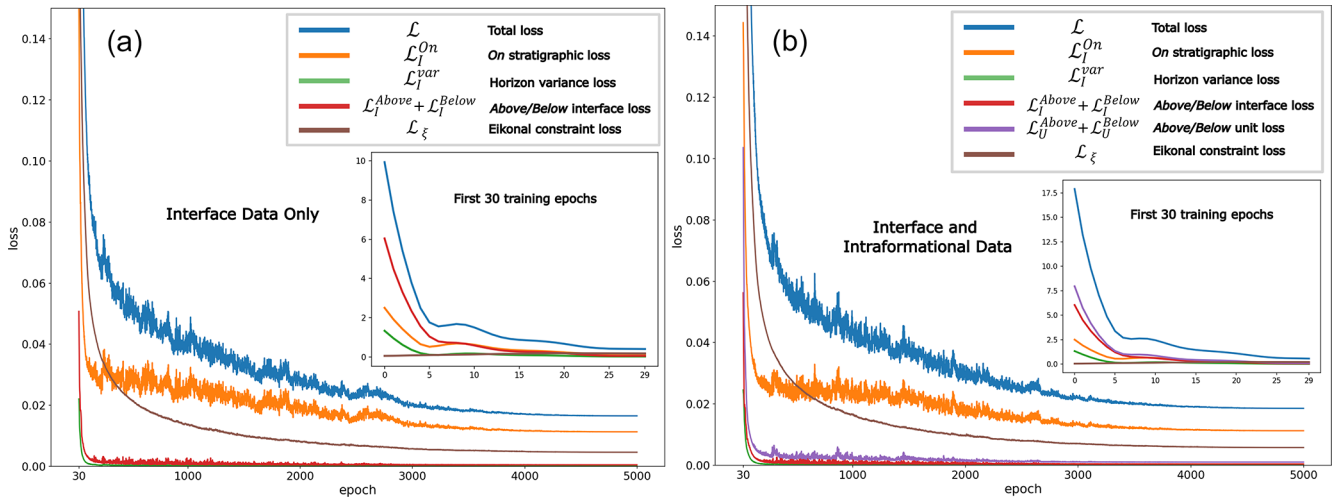 (a)
ℒ Total loss
ℒ_I^On On stratigraphic loss
ℒ_I^var Horizon variance loss
ℒ_I^Above + ℒ_I^Below Above/Below interface loss
ℒ_ξ Eikonal constraint loss
Interface Data Only
First 30 training epochs
10
8
6
4
2
0
0 5 10 15 20 25 29
loss
0.14
0.12
0.10
0.08
0.06
0.04
0.02
0.00
30 1000 2000 3000 4000 5000
epoch
(b)
ℒ Total loss
ℒ_I^On On stratigraphic loss
ℒ_I^var Horizon variance loss
ℒ_I^Above + ℒ_I^Below Above/Below interface loss
ℒ_U^Above + ℒ_U^Below Above/Below unit loss
ℒ_ξ Eikonal constraint loss
Interface and
Intraformational Data
First 30 training epochs
17.5
15.0
12.5
10.0
7.5
5.0
2.5
0.0
0 5 10 15 20 25 29
loss
0.14
0.12
0.10
0.08
0.06
0.04
0.02
0.00
30 1000 2000 3000 4000 5000
epoch